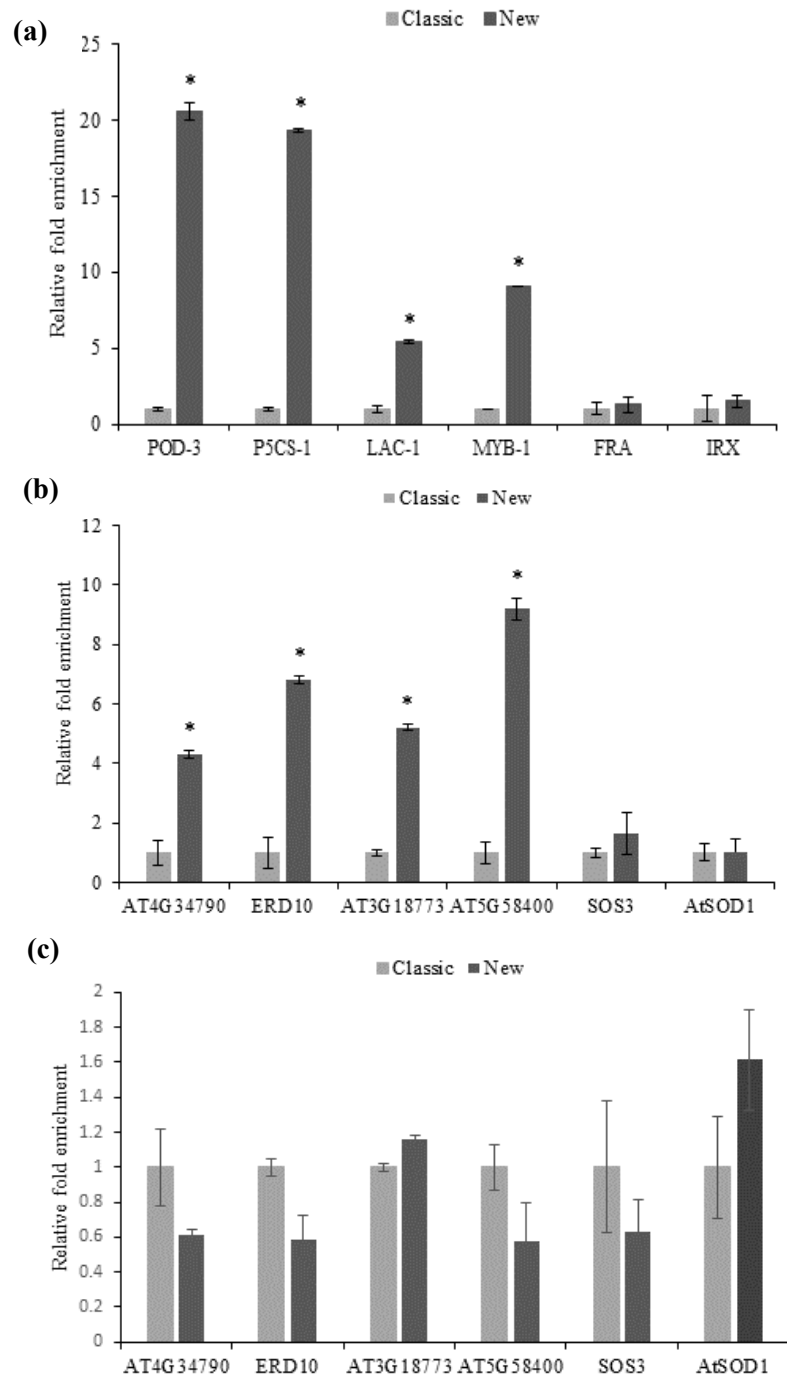 (a)
Classic New
Relative fold enrichment
25
20
15
10
5
0
*
*
*
*
POD-3 P5CS-1 LAC-1 MYB-1 FRA IRX
(b)
Classic New
Relative fold enrichment
12
10
8
6
4
2
0
*
*
*
*
AT4G34790 ERD10 AT3G18773 AT5G58400 SOS3 AtSOD1
(c)
Classic New
Relative fold enrichment
2
1.8
1.6
1.4
1.2
1
0.8
0.6
0.4
0.2
0
AT4G34790 ERD10 AT3G18773 AT5G58400 SOS3 AtSOD1